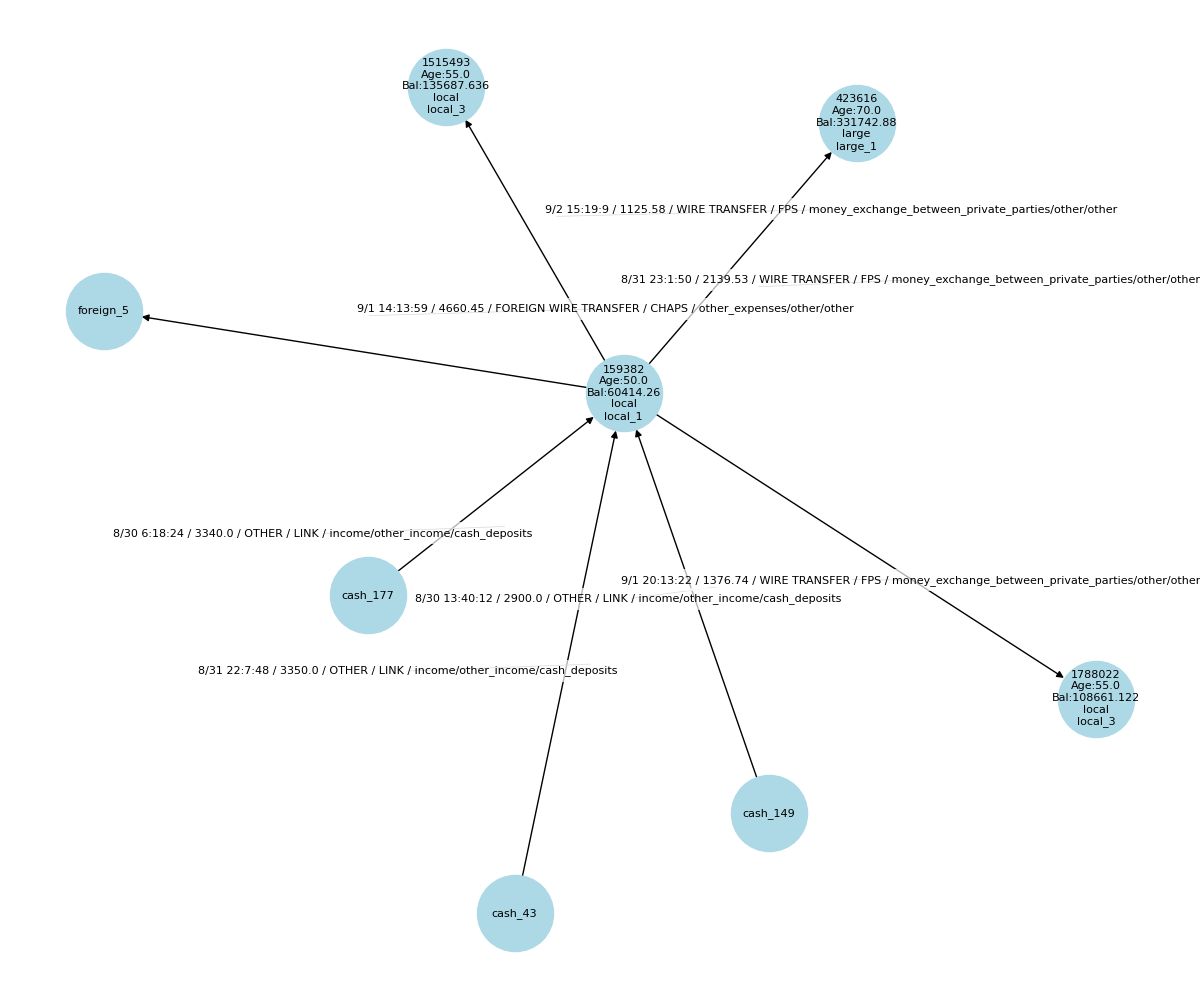 1515493
Age:55.0
Bal:135687.636
local
local_3
423616
Age:70.0
Bal:331742.88
large
large_1
9/2 15:19:9 / 1125.58 / WIRE TRANSFER / FPS / money_exchange_between_private_parties/other/other
8/31 23:1:50 / 2139.53 / WIRE TRANSFER / FPS / money_exchange_between_private_parties/other/other
foreign_5
9/1 14:13:59 / 4660.45 / FOREIGN WIRE TRANSFER / CHAPS / other_expenses/other/other
159382
Age:50.0
Bal:60414.26
local
local_1
8/30 6:18:24 / 3340.0 / OTHER / LINK / income/other_income/cash_deposits
9/1 20:13:22 / 1376.74 / WIRE TRANSFER / FPS / money_exchange_between_private_parties/other/other
cash_177
8/30 13:40:12 / 2900.0 / OTHER / LINK / income/other_income/cash_deposits
8/31 22:7:48 / 3350.0 / OTHER / LINK / income/other_income/cash_deposits
1788022
Age:55.0
Bal:108661.122
local
local_3
cash_149
cash_43